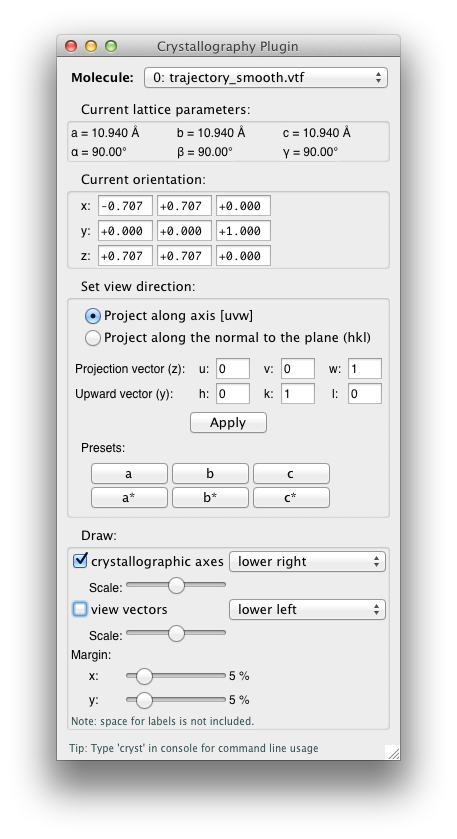 Crystallography Plugin
Molecule: 0: trajectory_smooth.vtf
Current lattice parameters:
a = 10.940 Å b = 10.940 Å c = 10.940 Å
α = 90.00° β = 90.00° γ = 90.00°
Current orientation:
x: -0.707 +0.707 +0.000
y: +0.000 +0.000 +1.000
z: +0.707 +0.707 +0.000
Set view direction:
Project along axis [uvw]
Project along the normal to the plane (hkl)
Projection vector (z): u: 0 v: 0 w: 1
Upward vector (y): h: 0 k: 1 l: 0
Apply
Presets:
a b c
a* b* c*
Draw:
crystallographic axes lower right
Scale:
view vectors lower left
Scale:
Margin:
x: 5 %
y: 5 %
Note: space for labels is not included.
Tip: Type 'cryst' in console for command line usage